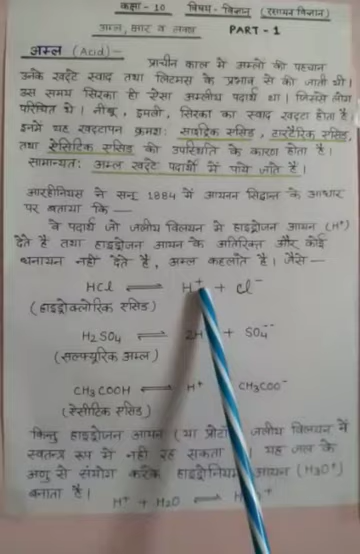 कक्षा - 10 विषय - विज्ञान (रसायन विज्ञान)
अम्ल, क्षार व लवण PART - 1
अम्ल (Acid) —
प्राचीन काल में अम्लों की पहचान
उनके खट्टे स्वाद तथा लिटमस के प्रभाव से की जाती थी।
उस समय सिरका ही ऐसा अम्लीय पदार्थ था। जिससे लोग
परिचित थे। नींबू, इमली, सिरका का स्वाद खट्टा होता है।
इनमें यह खट्टापन क्रमशः साइट्रिक एसिड, टार्टरिक एसिड,
तथा ऐसिटिक एसिड की उपस्थिति के कारण होता है।
सामान्यतः अम्ल खट्टे पदार्थों में पाये जाते हैं।
आरहीनियस ने सन् 1884 में आयनन सिद्धान्त के आधार
पर बताया कि —
वे पदार्थ जो जलीय विलयन में हाइड्रोजन आयन (H⁺)
देते हैं तथा हाइड्रोजन आयन के अतिरिक्त और कोई
धनायन नहीं देते हैं, अम्ल कहलाते हैं। जैसे —
HCl ⇌ H⁺ + Cl⁻
(हाइड्रोक्लोरिक एसिड)
H₂SO₄ ⇌ 2H + SO₄⁻⁻
(सल्फ्यूरिक अम्ल)
CH₃COOH ⇌ H⁺ CH₃COO⁻
(ऐसीटिक एसिड)
किन्तु हाइड्रोजन आयन (या जलीय विलयन में
स्वतन्त्र रूप में नहीं रह सकता यह जल के
अणु से संयोग करके आयन (H₃O⁺)
बनाता है।
H⁺ + H₂O ⇌